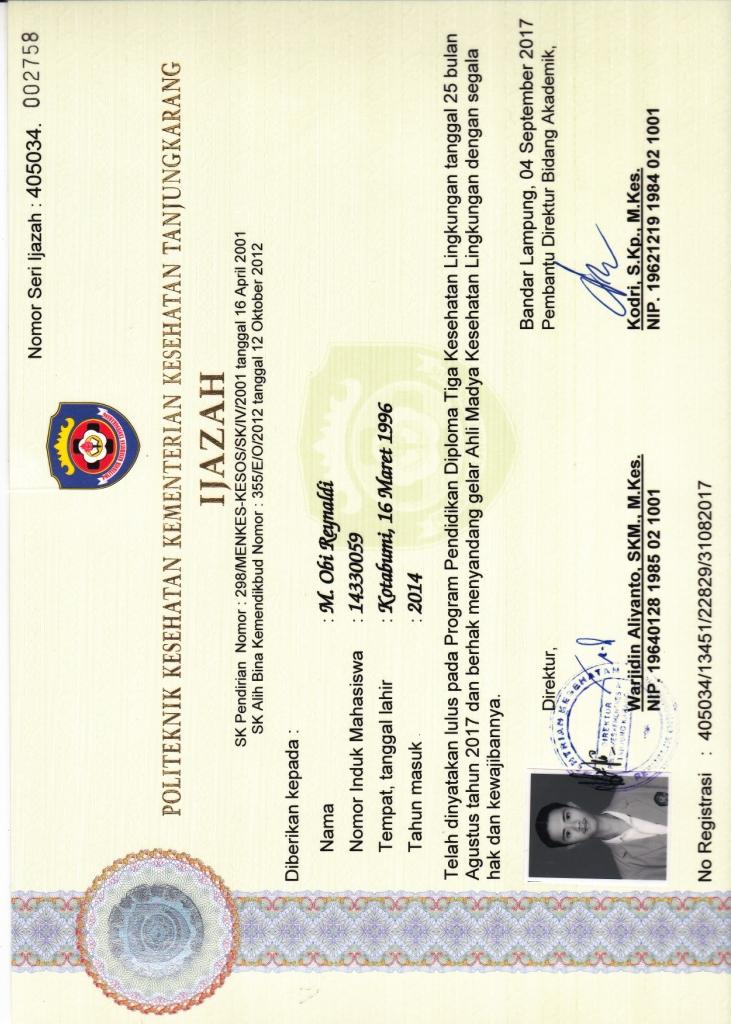 Nomor Seri Ijazah : 405034. 002758
POLITEKNIK KESEHATAN KEMENTERIAN KESEHATAN TANJUNGKARANG
IJAZAH
SK Pendirian Nomor : 298/MENKES-KESOS/SK/IV/2001 tanggal 16 April 2001
SK Alih Bina Kemendikbud Nomor : 355/E/O/2012 tanggal 12 Oktober 2012
Diberikan kepada :
Nama : M. Obi Reynaldi
Nomor Induk Mahasiswa : 14330059
Tempat, tanggal lahir : Kotabumi, 16 Maret 1996
Tahun masuk : 2014
Telah dinyatakan lulus pada Program Pendidikan Diploma Tiga Kesehatan Lingkungan tanggal 25 bulan
Agustus tahun 2017 dan berhak menyandang gelar Ahli Madya Kesehatan Lingkungan dengan segala
hak dan kewajibannya.
Bandar Lampung, 04 September 2017
Direktur,
Pembantu Direktur Bidang Akademik,
Warjidin Aliyanto, SKM., M.Kes.
NIP. 19640128 1985 02 1001
Kodri, S.Kp., M.Kes.
NIP. 19621219 1984 02 1001
No Registrasi : 405034/13451/22829/31082017